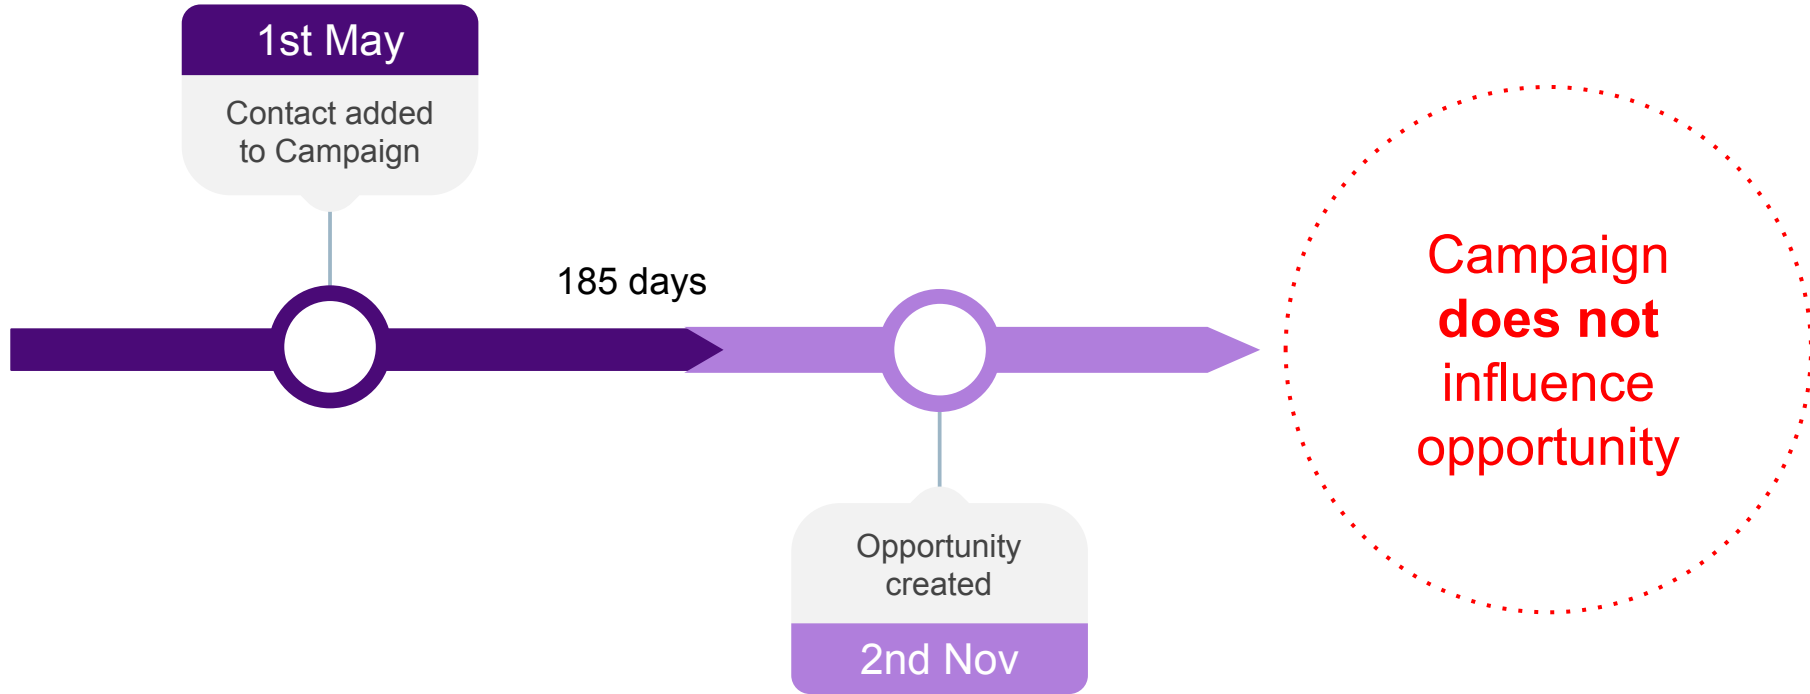 1st May
Contact added
to Campaign
185 days
Opportunity
created
2nd Nov
Campaign
does not
influence
opportunity